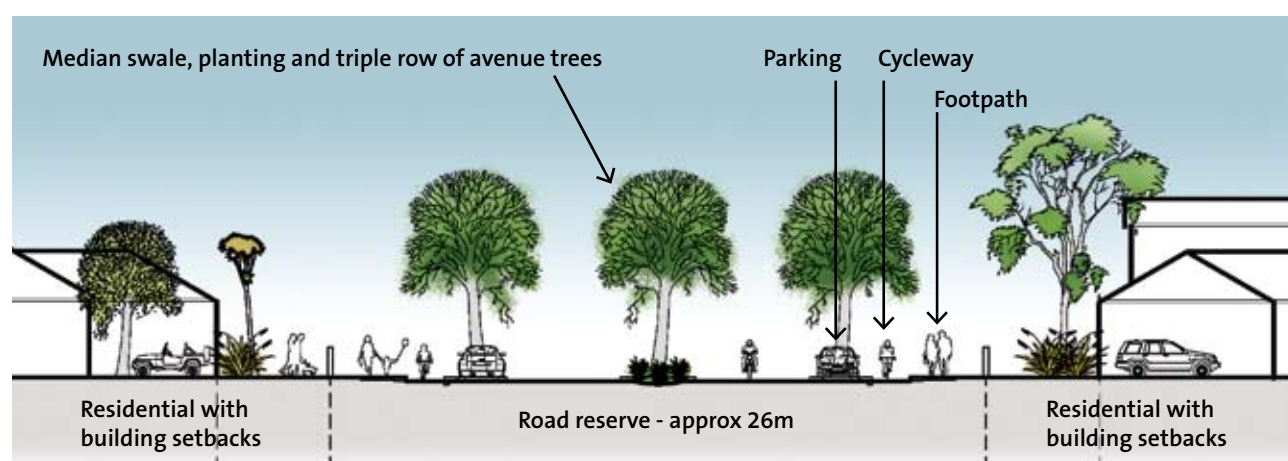 Median swale, planting and triple row of avenue trees
Parking
Cycleway
Footpath
Residential with
building setbacks
Road reserve - approx 26m
Residential with
building setbacks